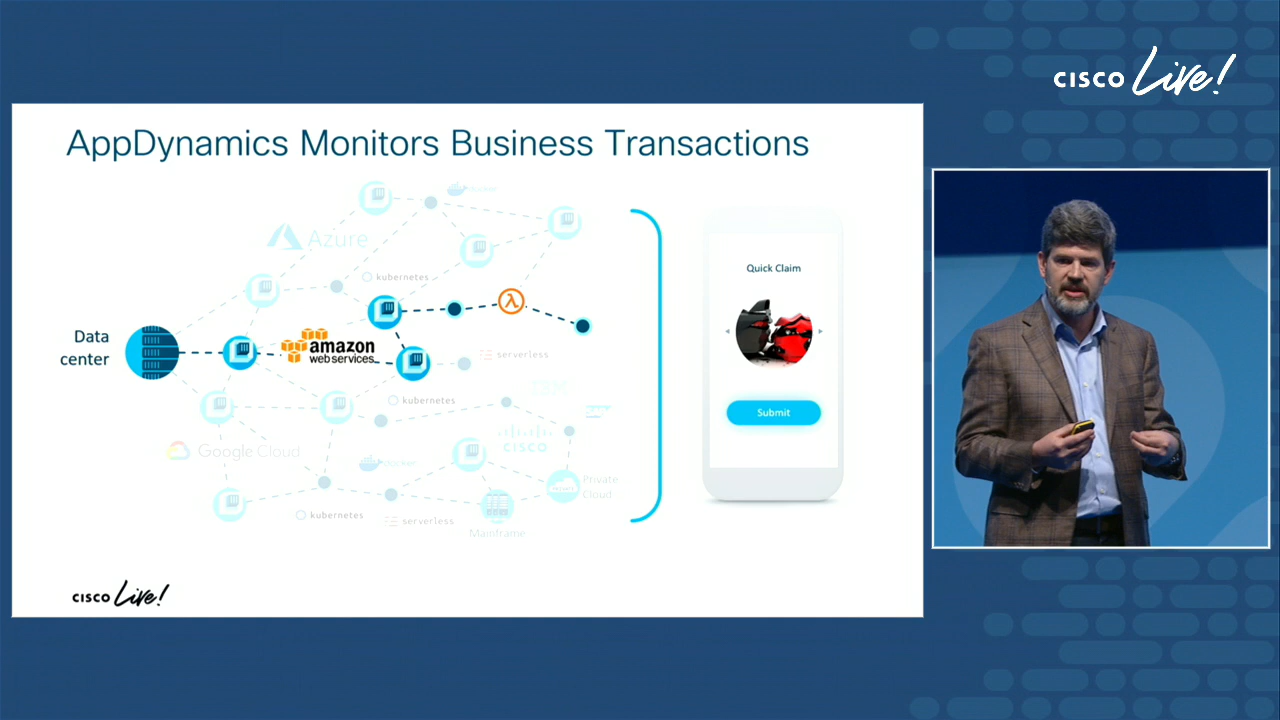 CISCO Live!
AppDynamics Monitors Business Transactions
docker
Azure
kubernetes
Data
center
amazon
web services
λ
serverless
IBM
kubernetes
CISCO
Google Cloud
docker
Private
Cloud
kubernetes
serverless
Mainframe
Quick Claim
Submit
CISCO Live!